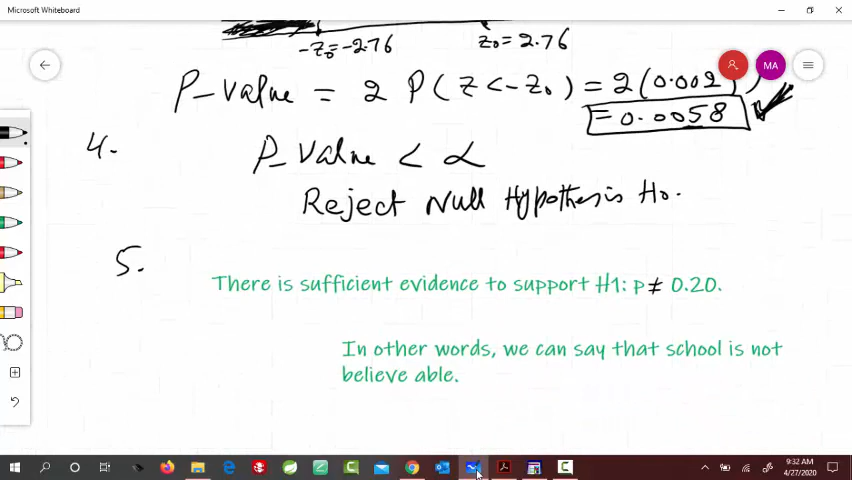 Microsoft Whiteboard
-z₀ = -2.76
z₀ = 2.76
MA
P-value = 2 P(Z < -z₀) = 2(0.002
= 0.0058
4.
P-value < α
Reject Null Hypothesis H₀.
5.
There is sufficient evidence to support H1: p ≠ 0.20.
In other words, we can say that school is not
believe able.
9:32 AM
4/27/2020